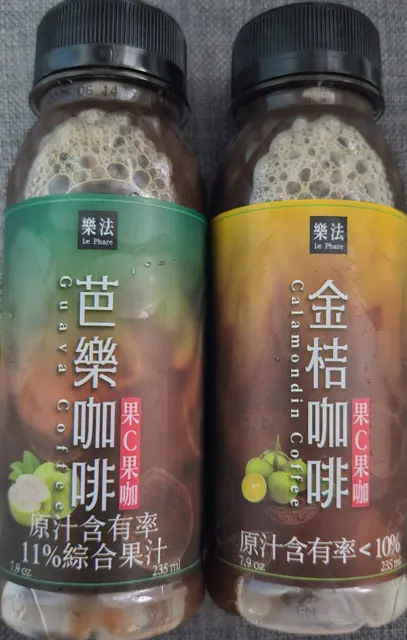 06.14
樂法
Le Phare
芭樂咖啡
Guava Coffee
果C果咖
原汁含有率
11%綜合果汁
7.9 oz
235 ml
樂法
Le Phare
金桔咖啡
Calamondin Coffee
果C果咖
原汁含有率<10%
7.9 oz
235 ml